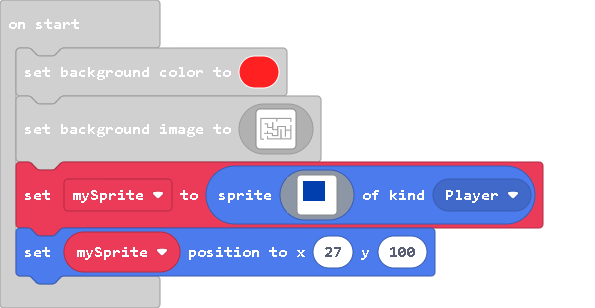 on start
set background color to
set background image to
set mySprite to sprite of kind Player
set mySprite position to x 27 y 100